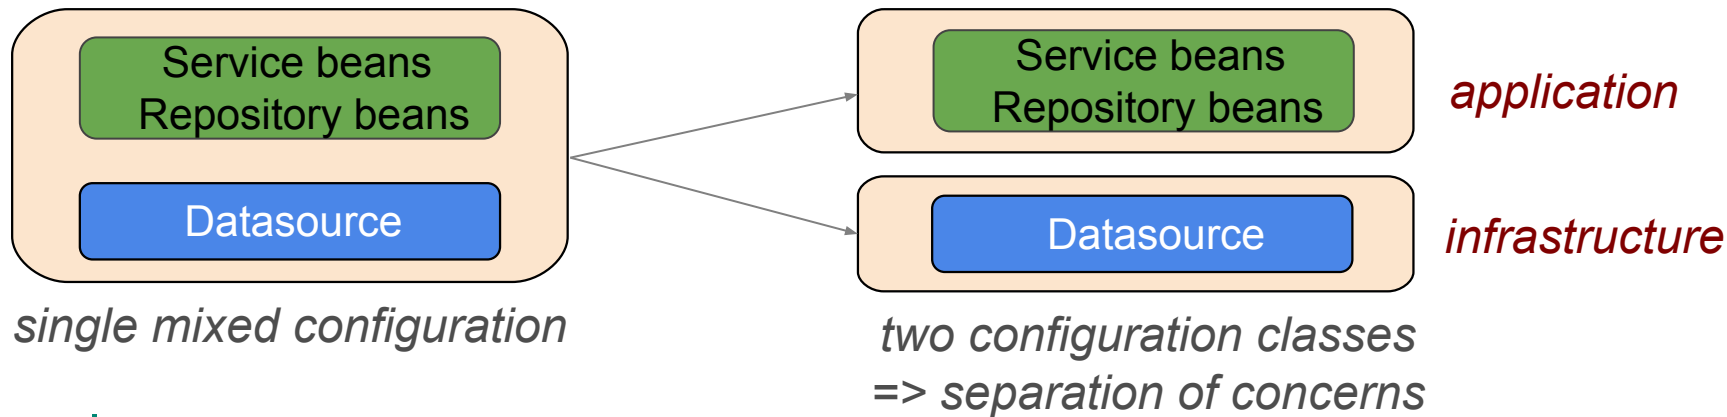 Service beans
Repository beans
Datasource
single mixed configuration
Service beans
Repository beans
application
Datasource
infrastructure
two configuration classes
=> separation of concerns